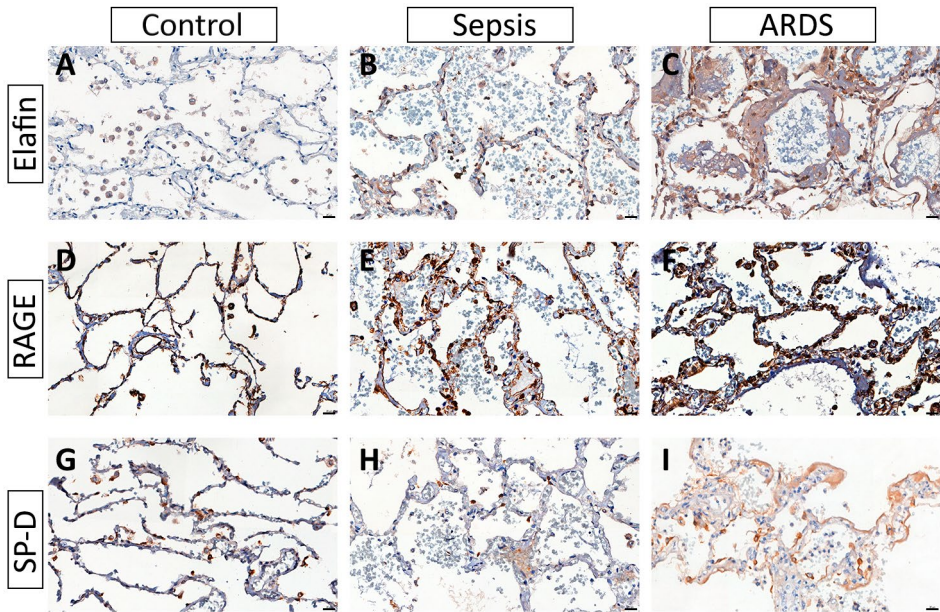 Control Sepsis ARDS
Elafin
A B C
RAGE
D E F
SP-D
G H I